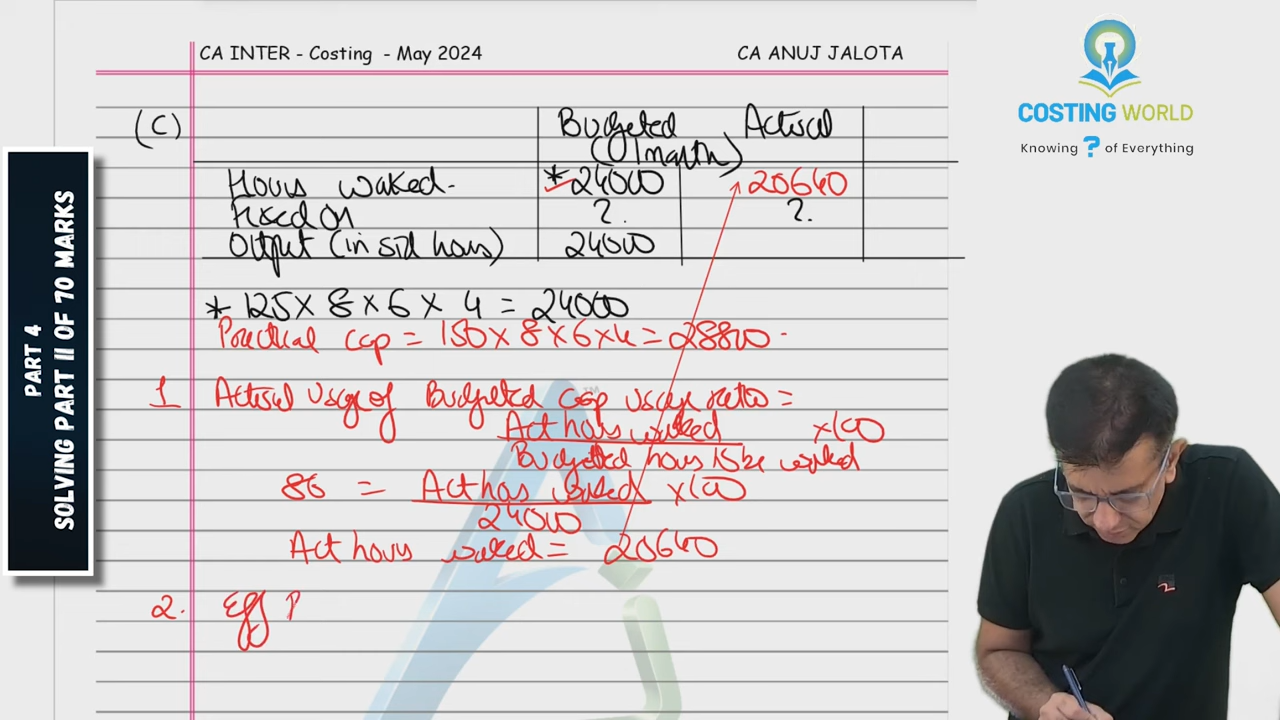 CA INTER - Costing - May 2024
CA ANUJ JALOTA
COSTING WORLD
Knowing ? of Everything
PART 4
SOLVING PART II OF 70 MARKS
(C)
Budgeted Actual
(1 month)
Hours worked. *24000 20640
Fixed OH ? ?.
Output (in std hours) 24000
* 125 x 8 x 6 x 4 = 24000
Practical cap = 150 x 8 x 6 x 4 = 28800
1 Actual usage of Budgeted cap usage ratio =
Act hours worked x100
Budgeted hours to be worked
86 = Act hours worked x100
24000
Act hours worked = 20640
2. Eff
TM